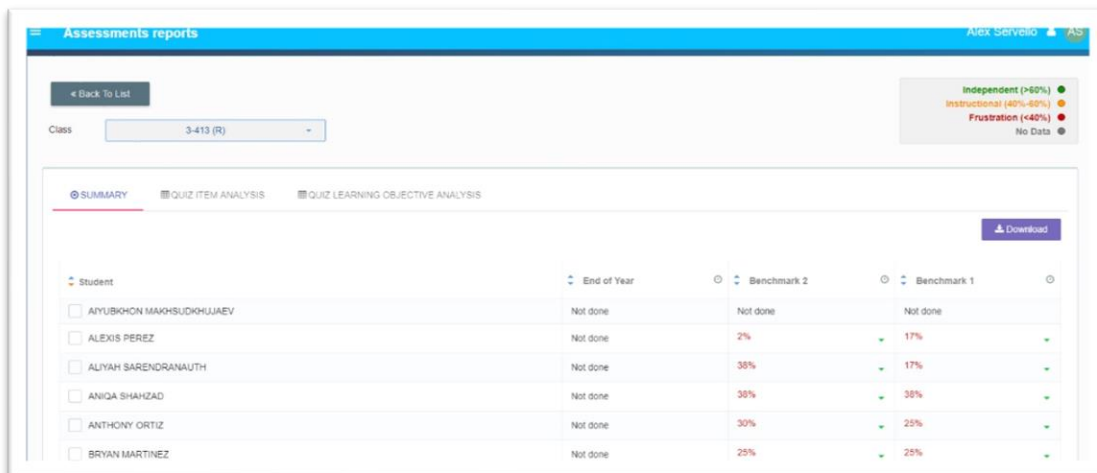 Assessments reports Alex Servello AS
« Back To List
Independent (>60%)
Instructional (40%-60%)
Frustration (<40%)
No Data
Class 3-413 (R)
SUMMARY QUIZ ITEM ANALYSIS QUIZ LEARNING OBJECTIVE ANALYSIS
Download
Student End of Year Benchmark 2 Benchmark 1
AIYUBKHON MAKHSUDKHUJAEV Not done Not done Not done
ALEXIS PEREZ Not done 2% 17%
ALIYAH SARENDRANAUTH Not done 38% 17%
ANIQA SHAHZAD Not done 38% 38%
ANTHONY ORTIZ Not done 30% 25%
BRYAN MARTINEZ Not done 25% 25%